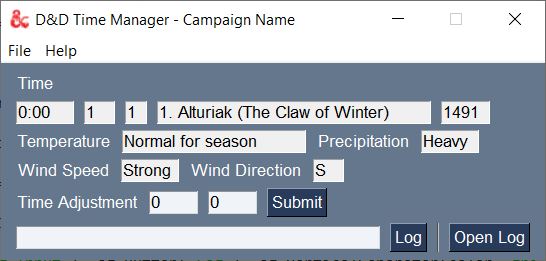 D&D Time Manager - Campaign Name
File Help
Time
0:00 1 1 1. Alturiak (The Claw of Winter) 1491
Temperature Normal for season Precipitation Heavy
Wind Speed Strong Wind Direction S
Time Adjustment 0 0 Submit
Log Open Log